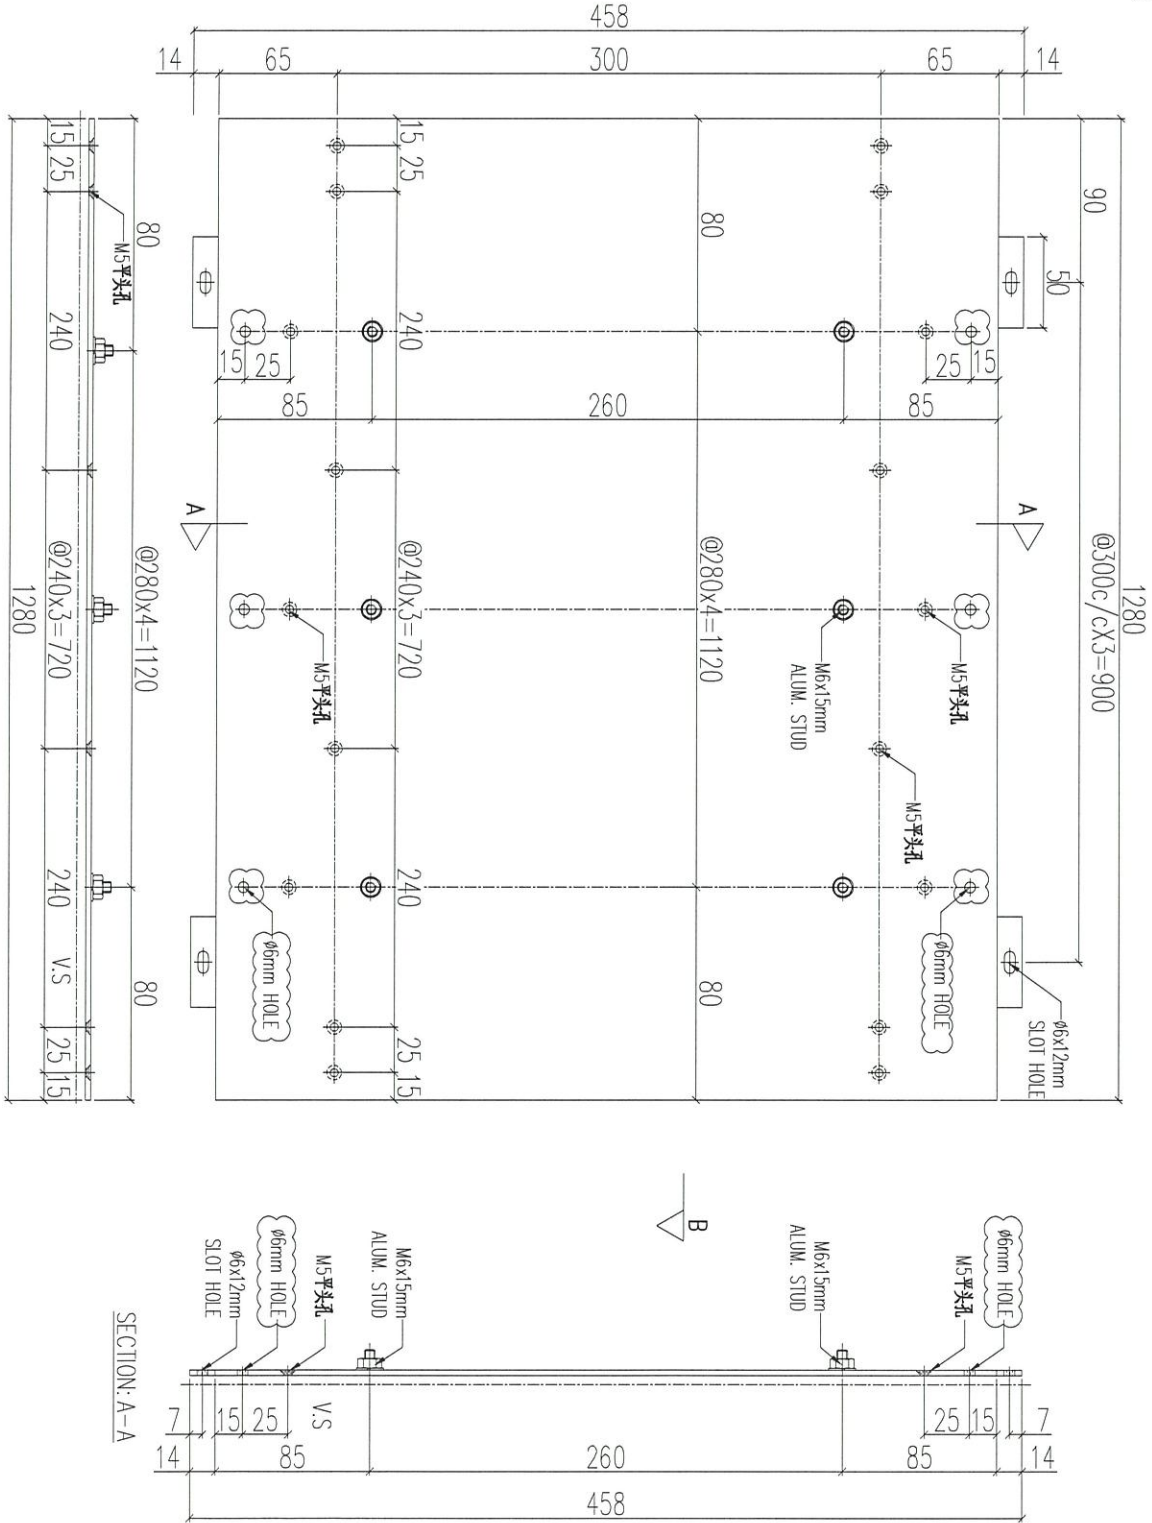 458
14
65
300
65
14
15
25
80
M5平头孔
240
@280x4=1120
@240x3=720
1280
240
V.S
80
25
15
15
25
240
@240x3=720
240
25
15
80
@280x4=1120
80
90
50
@300c/cX3=900
1280
15
25
25
15
85
260
85
A
A
M5平头孔
M6x15mm
ALUM. STUD
M5平头孔
M5平头孔
ø6mm HOLE
ø6mm HOLE
ø6x12mm
SLOT HOLE
B
ø6x12mm
SLOT HOLE
ø6mm HOLE
M5平头孔
M6x15mm
ALUM. STUD
M6x15mm
ALUM. STUD
M5平头孔
ø6mm HOLE
SECTION: A-A
V.S
7
15
25
25
15
7
14
85
260
85
14
458